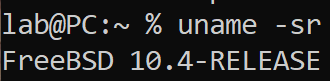 lab@PC:~ % uname -sr
FreeBSD 10.4-RELEASE